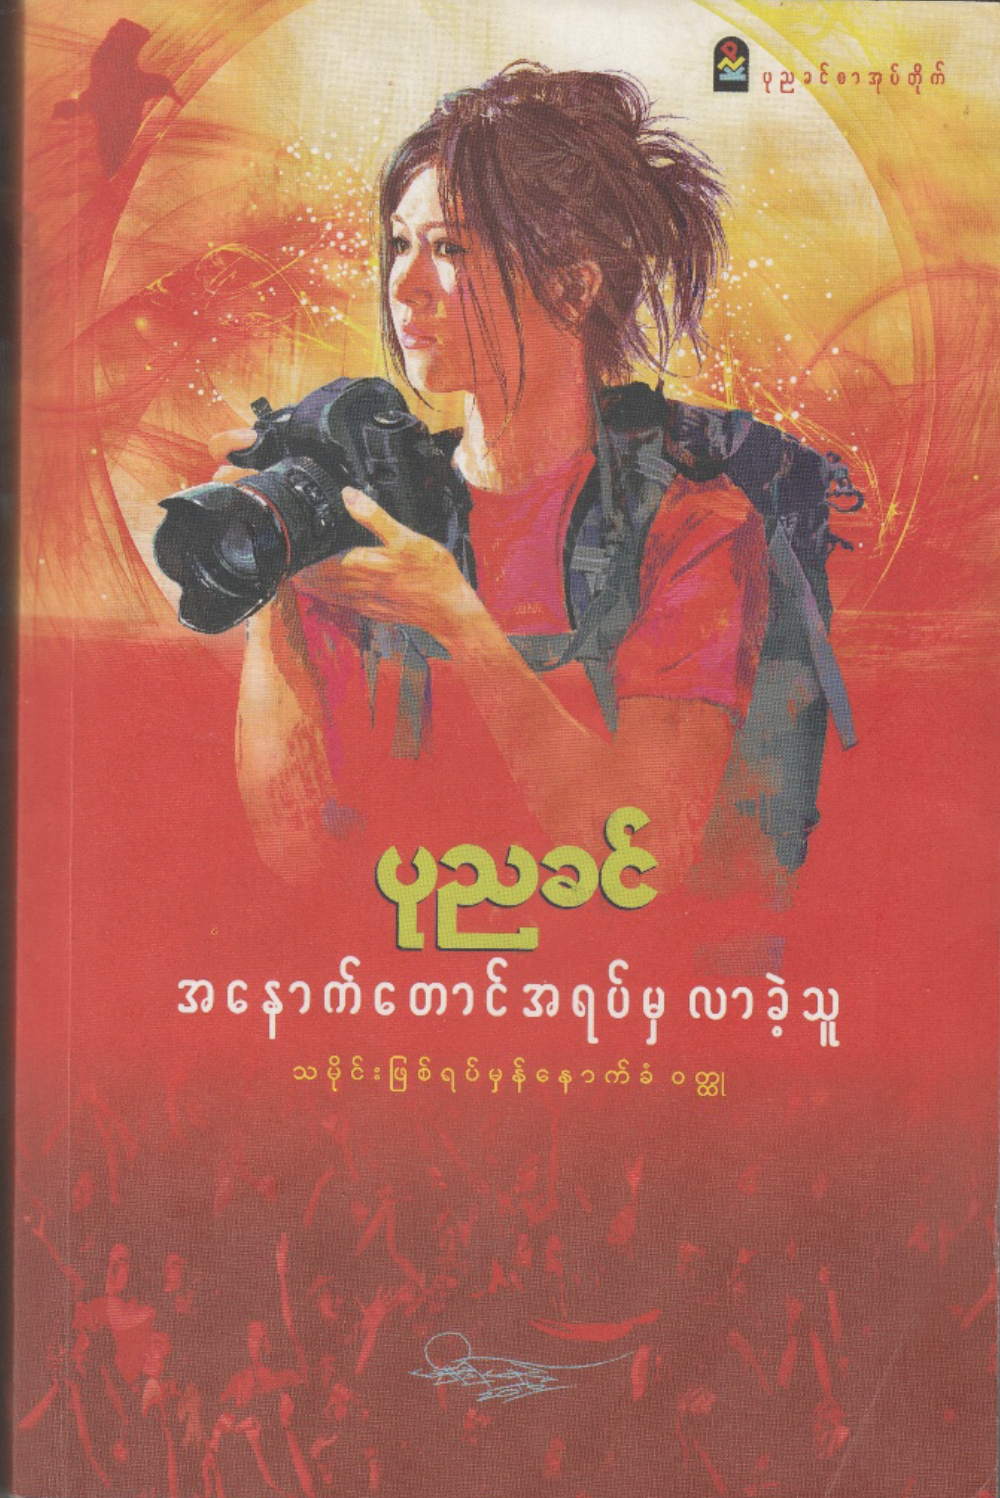 ပုညခင်စာအုပ်တိုက်
ပုညခင်
အနောက်တောင်အရပ်မှ လာခဲ့သူ
သမိုင်းဖြစ်ရပ်မှန်နောက်ခံ ဝတ္ထု